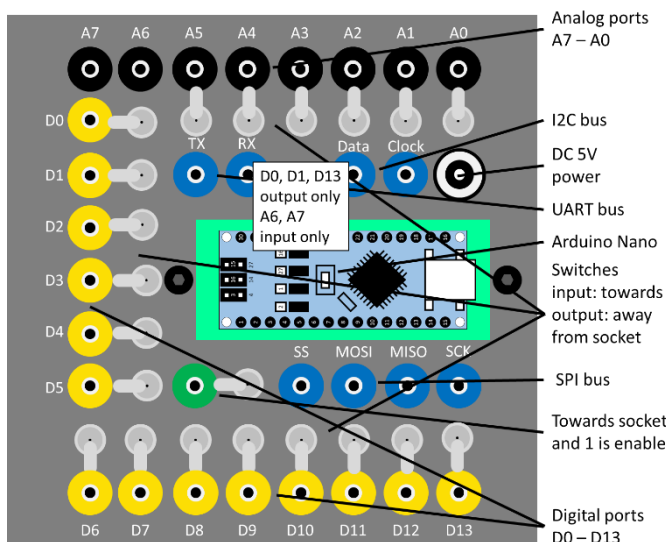 A7 A6 A5 A4 A3 A2 A1 A0
Analog ports
A7 – A0
D0
I2C bus
TX RX Data Clock
DC 5V
power
D1
D0, D1, D13
output only
A6, A7
input only
UART bus
D2
Arduino Nano
D3
Switches
input: towards
output: away
from socket
D4
SS MOSI MISO SCK
SPI bus
D5
Towards socket
and 1 is enable
D6 D7 D8 D9 D10 D11 D12 D13
Digital ports
D0 – D13